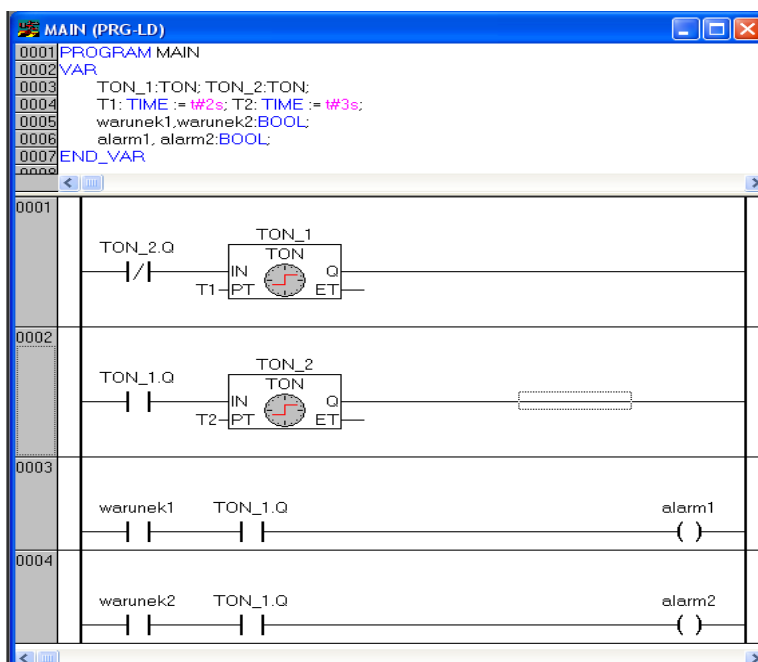 MAIN (PRG-LD)
0001 PROGRAM MAIN
0002 VAR
0003 TON_1:TON; TON_2:TON;
0004 T1: TIME := t#2s; T2: TIME := t#3s;
0005 warunek1,warunek2:BOOL;
0006 alarm1, alarm2:BOOL;
0007 END_VAR
0001
TON_1
TON_2.Q TON
IN Q
T1 PT ET
0002
TON_2
TON_1.Q TON
IN Q
T2 PT ET
0003
warunek1 TON_1.Q alarm1
0004
warunek2 TON_1.Q alarm2